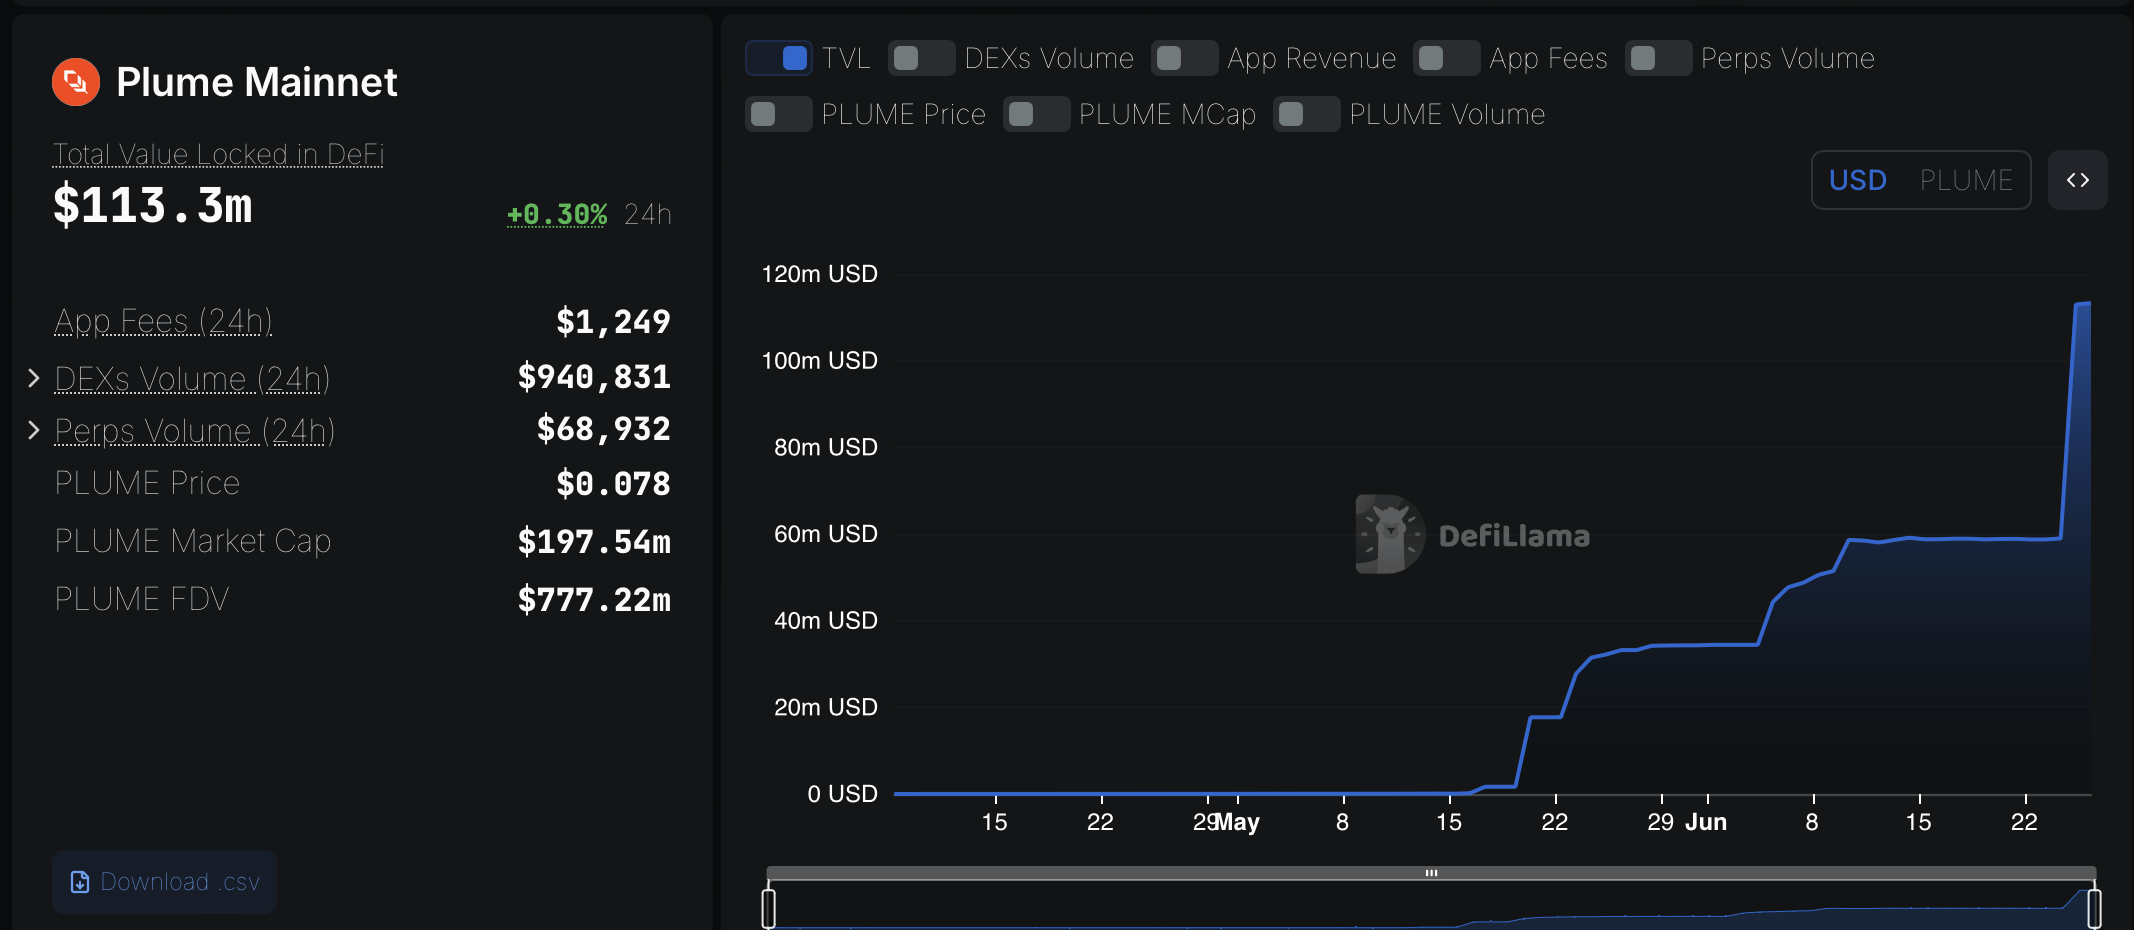 Plume Mainnet
Total Value Locked in DeFi
$113.3m
+0.30% 24h
App Fees (24h) $1,249
DEXs Volume (24h) $940,831
Perps Volume (24h) $68,932
PLUME Price $0.078
PLUME Market Cap $197.54m
PLUME FDV $777.22m
Download .csv
TVL DEXs Volume App Revenue App Fees Perps Volume
PLUME Price PLUME MCap PLUME Volume
USD PLUME <>
120m USD
100m USD
80m USD
60m USD
40m USD
20m USD
0 USD
DefiLlama
15 22 29 May 8 15 22 29 Jun 8 15 22